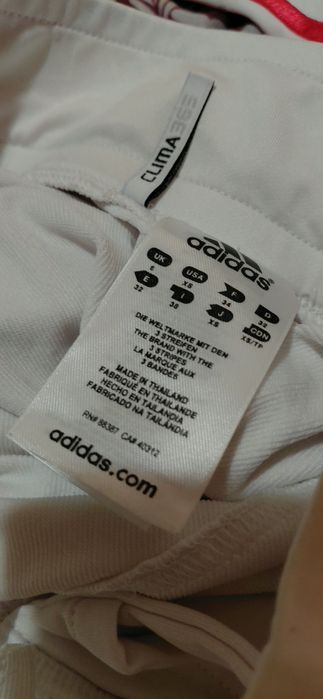 CLIMA365
adidas®
UK USA F D
6 XS 34 32
E I J CDN
32 38 XS XS/TP
DIE WELTMARKE MIT DEN
3 STREIFEN
THE BRAND WITH THE
3 STRIPES
LA MARQUE AUX
3 BANDES
MADE IN THAILAND
FABRIQUÉ EN THAILANDE
HECHO EN TAILANDIA
FABRICADO NA TAILÂNDIA
RN# 88387 CA# 40312
adidas.com